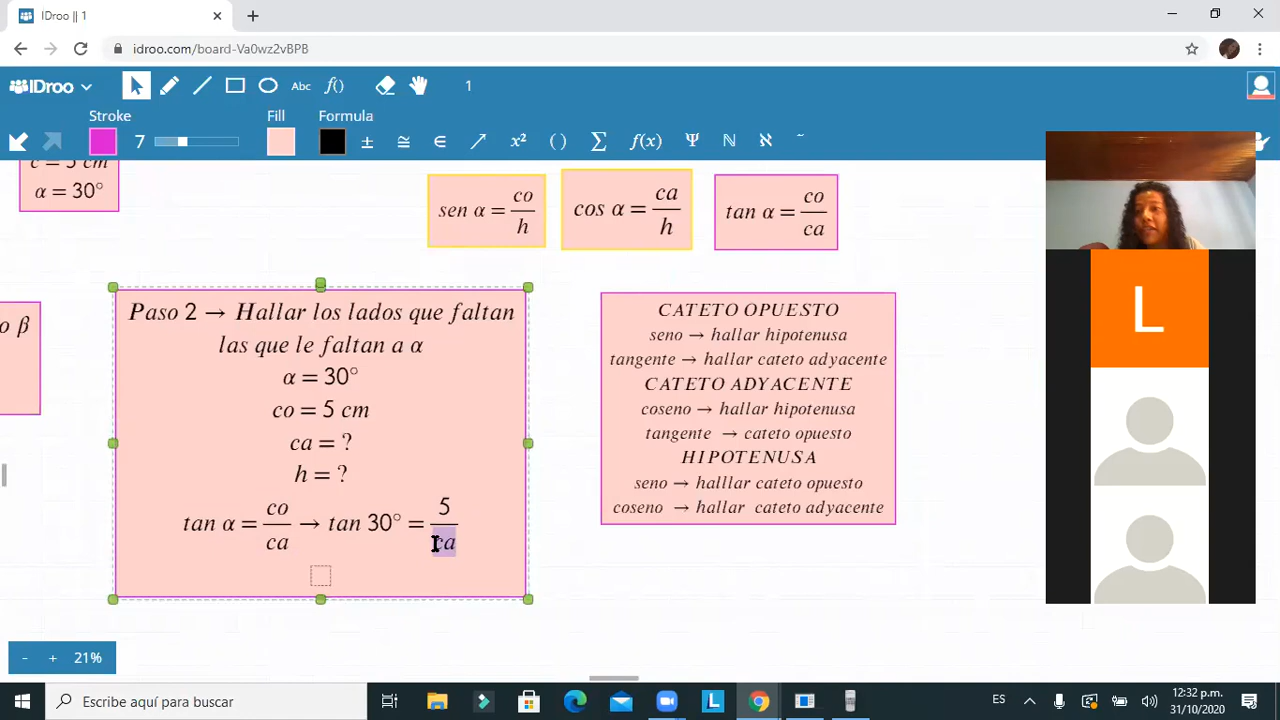 IDroo || 1
idroo.com/board-Va0wz2vBPB
IDroo
Abc
f()
1
Stroke
Fill
Formula
7
± ≅ ∈ x² ( ) ∑ f(x) Ψ ℕ ℵ ~
c = 5 cm
α = 30°
sen α = co/h
cos α = ca/h
tan α = co/ca
o β
Paso 2 → Hallar los lados que faltan
las que le faltan a α
α = 30°
co = 5 cm
ca = ?
h = ?
tan α = co/ca → tan 30° = 5/ca
CATETO OPUESTO
seno → hallar hipotenusa
tangente → hallar cateto adyacente
CATETO ADYACENTE
coseno → hallar hipotenusa
tangente → cateto opuesto
HIPOTENUSA
seno → halllar cateto opuesto
coseno → hallar cateto adyacente
L
- + 21%
Escribe aquí para buscar
L
ES
12:32 p.m.
31/10/2020